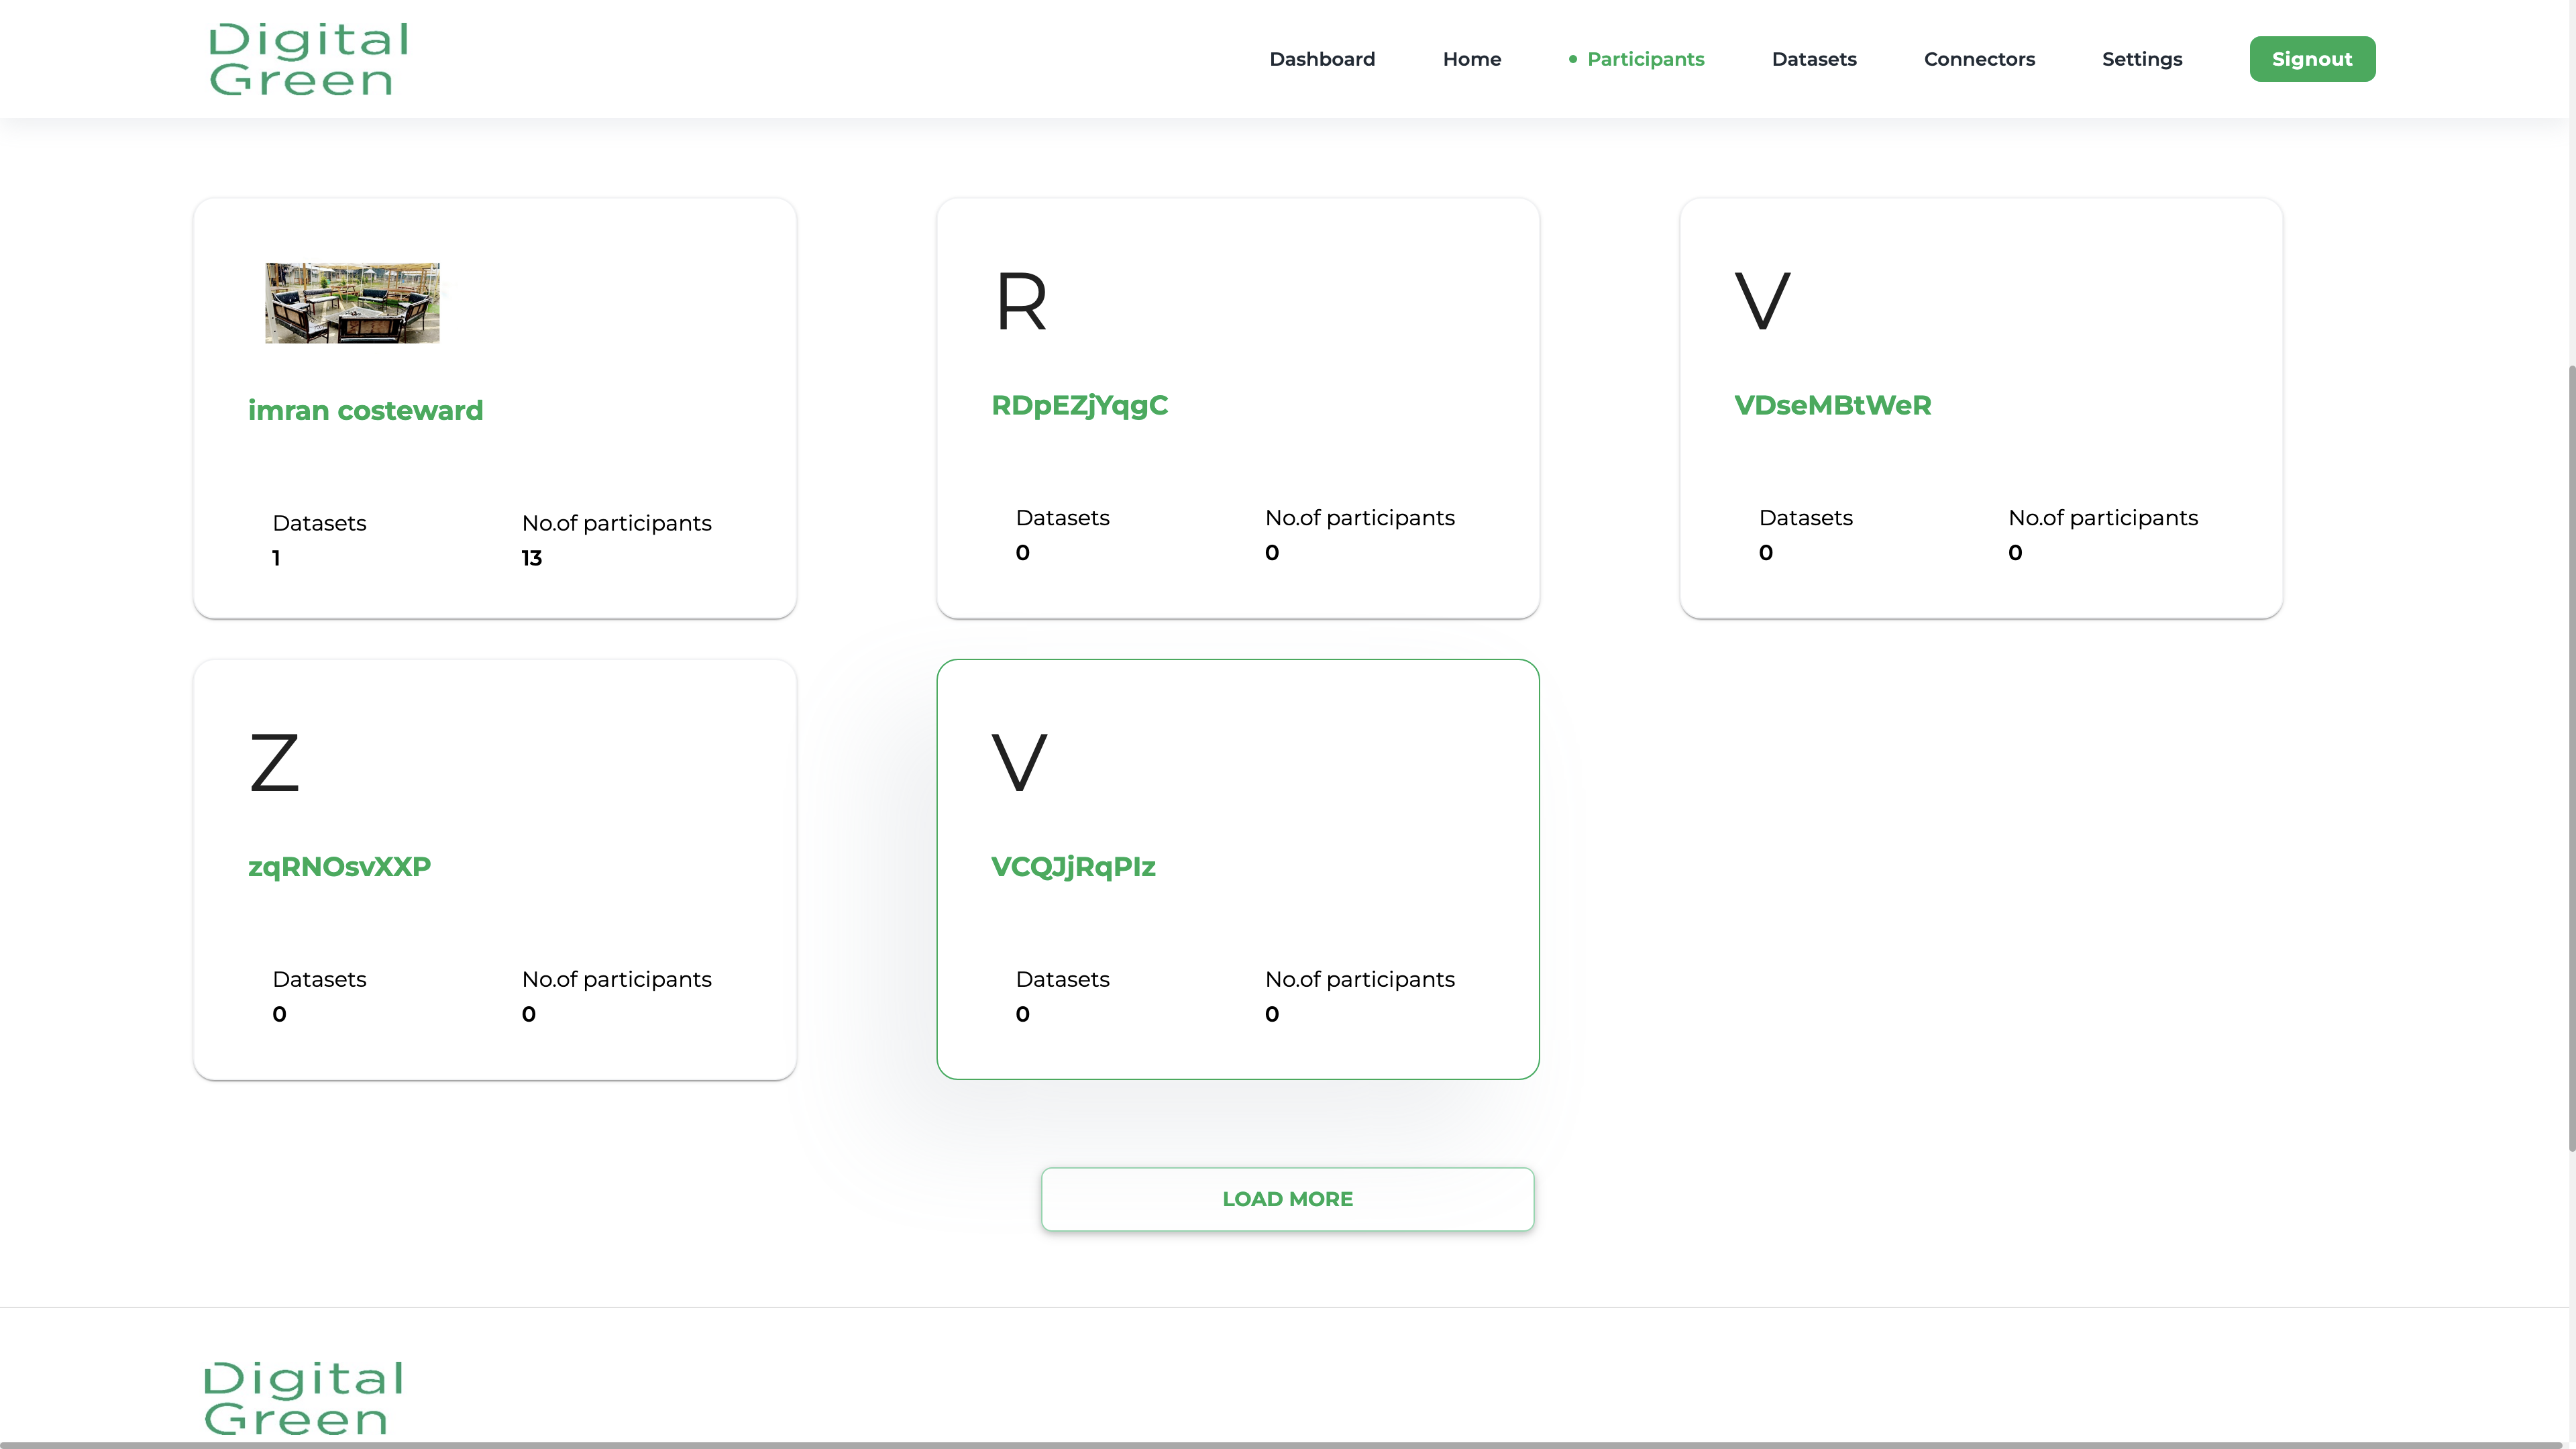 Digital
Green
Dashboard Home Participants Datasets Connectors Settings Signout
imran costeward
Datasets No.of participants
1 13
R
RDpEZjYqgC
Datasets No.of participants
0 0
V
VDseMBtWeR
Datasets No.of participants
0 0
Z
zqRNOsvXXP
Datasets No.of participants
0 0
V
VCQJjRqPIz
Datasets No.of participants
0 0
LOAD MORE
Digital
Green